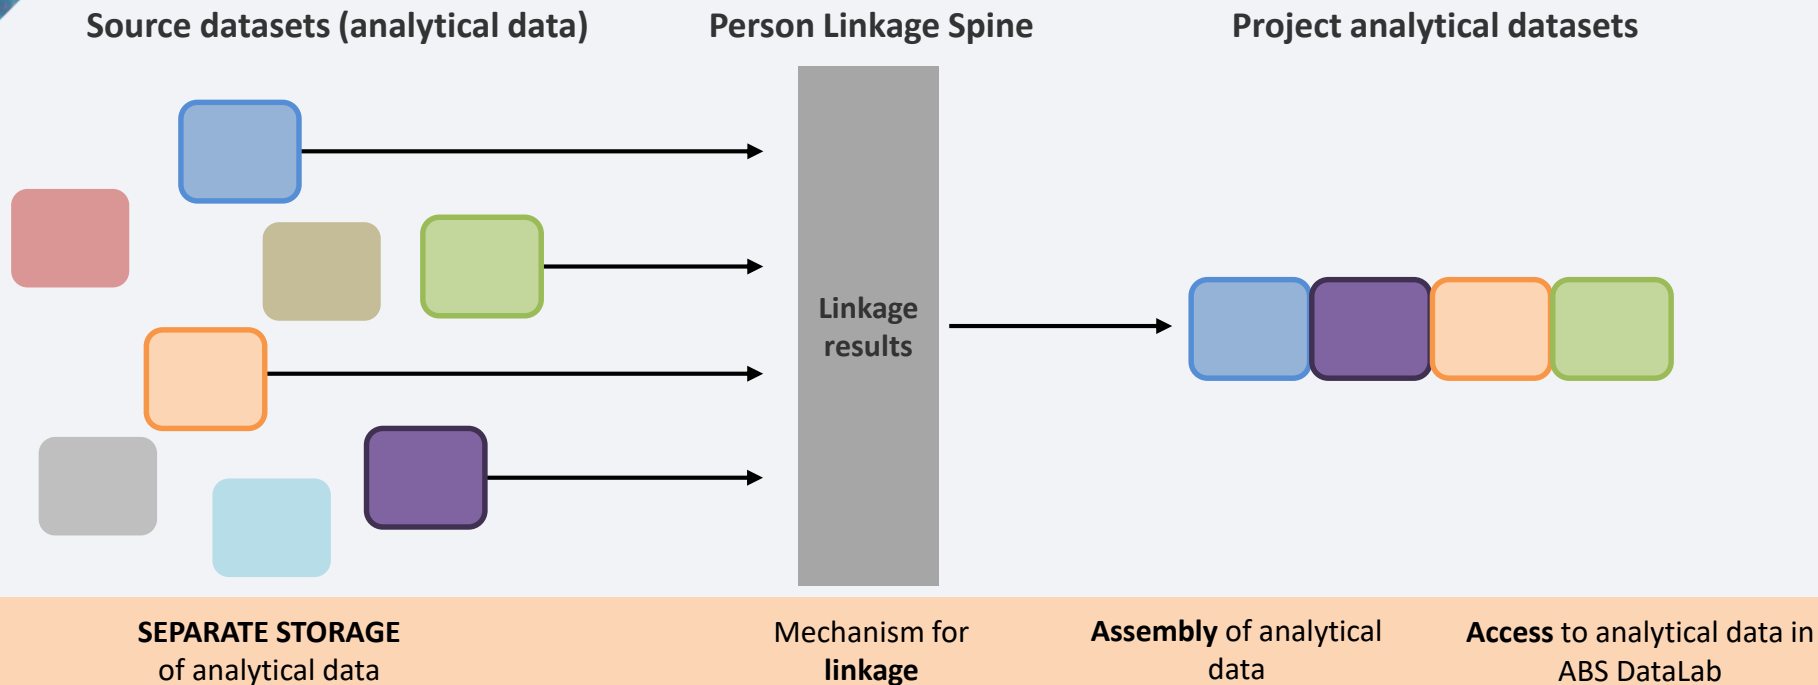 Source datasets (analytical data)
Person Linkage Spine
Project analytical datasets
Linkage
results
SEPARATE STORAGE
of analytical data
Mechanism for
linkage
Assembly of analytical
data
Access to analytical data in
ABS DataLab